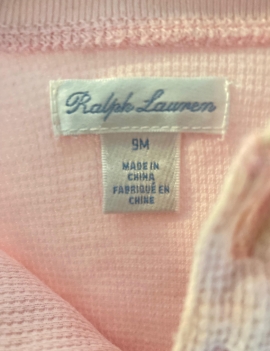 Ralph Lauren
9M
MADE IN
CHINA
FABRIQUÉ EN
CHINE